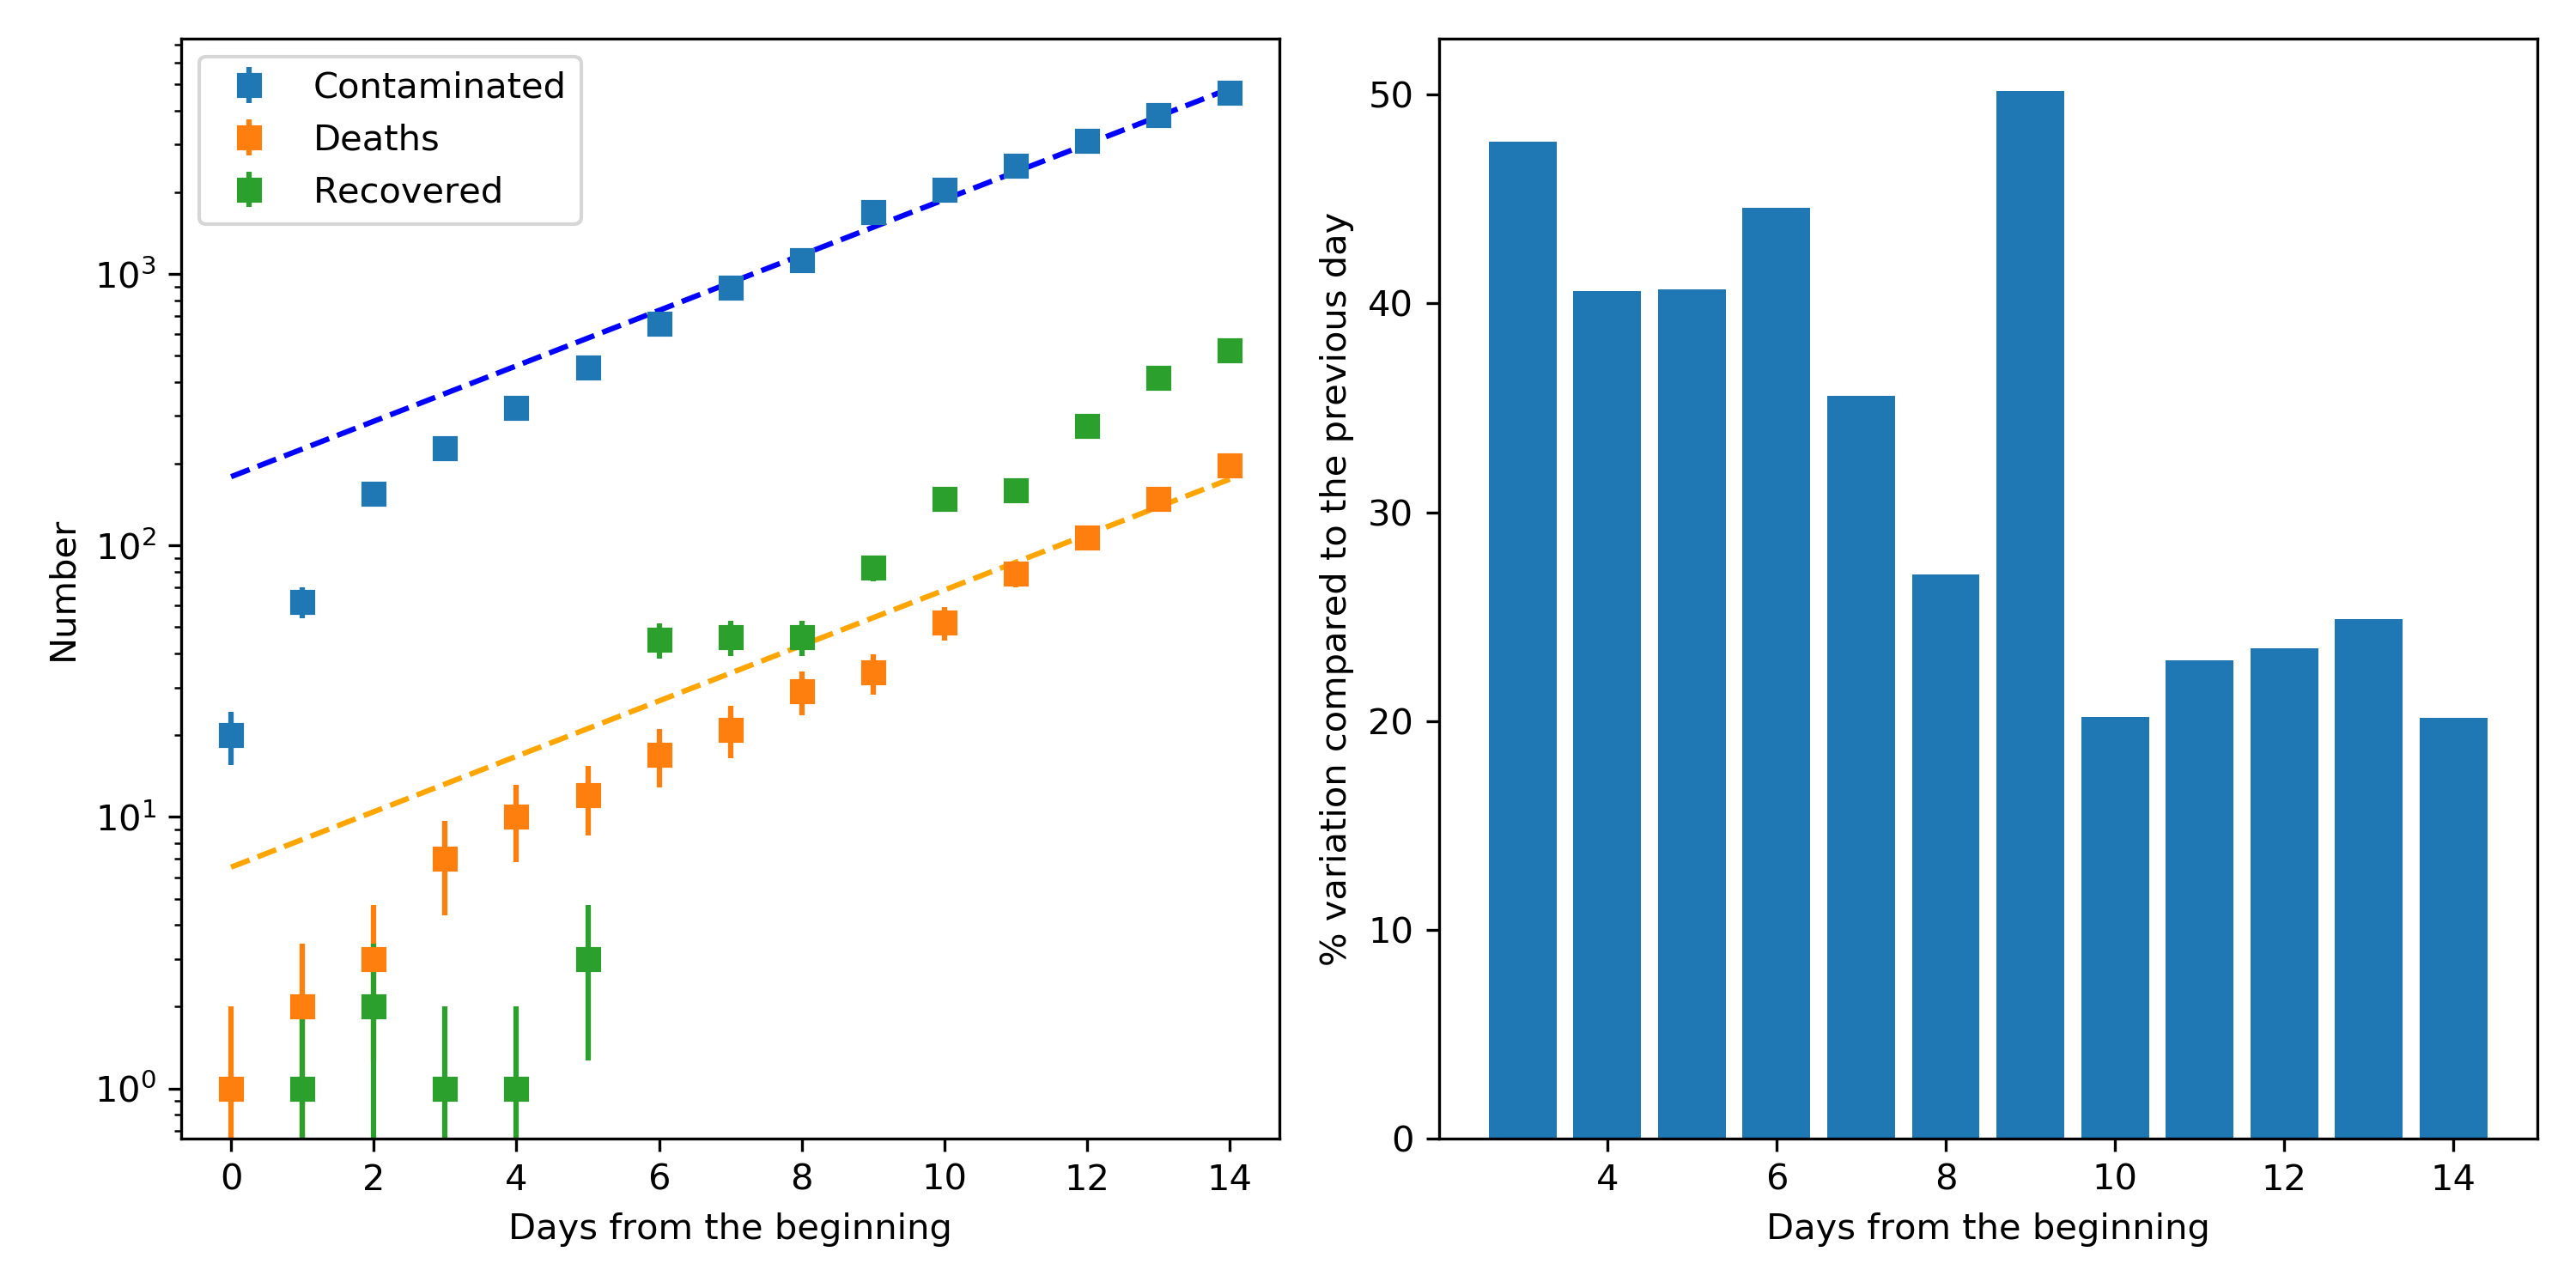 Contaminated
Deaths
Recovered
Number
10³
10²
10¹
10⁰
0 2 4 6 8 10 12 14
Days from the beginning
% variation compared to the previous day
50
40
30
20
10
0
4 6 8 10 12 14
Days from the beginning